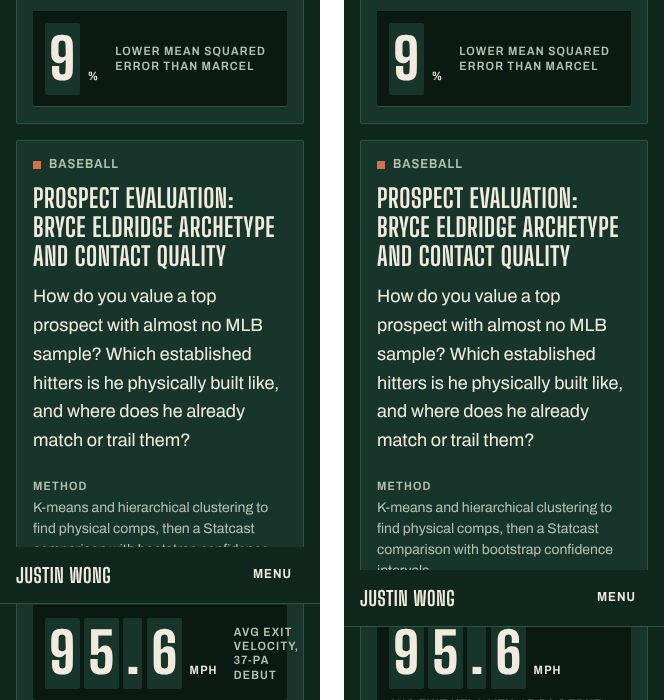 9
%
LOWER MEAN SQUARED
ERROR THAN MARCEL
BASEBALL
PROSPECT EVALUATION:
BRYCE ELDRIDGE ARCHETYPE
AND CONTACT QUALITY
How do you value a top
prospect with almost no MLB
sample? Which established
hitters is he physically built like,
and where does he already
match or trail them?
METHOD
K-means and hierarchical clustering to
find physical comps, then a Statcast
comparison with bootstrap confidence
JUSTIN WONG
MENU
95.6
MPH
AVG EXIT
VELOCITY,
37-PA
DEBUT
9
%
LOWER MEAN SQUARED
ERROR THAN MARCEL
BASEBALL
PROSPECT EVALUATION:
BRYCE ELDRIDGE ARCHETYPE
AND CONTACT QUALITY
How do you value a top
prospect with almost no MLB
sample? Which established
hitters is he physically built like,
and where does he already
match or trail them?
METHOD
K-means and hierarchical clustering to
find physical comps, then a Statcast
comparison with bootstrap confidence
intervals
JUSTIN WONG
MENU
95.6
MPH